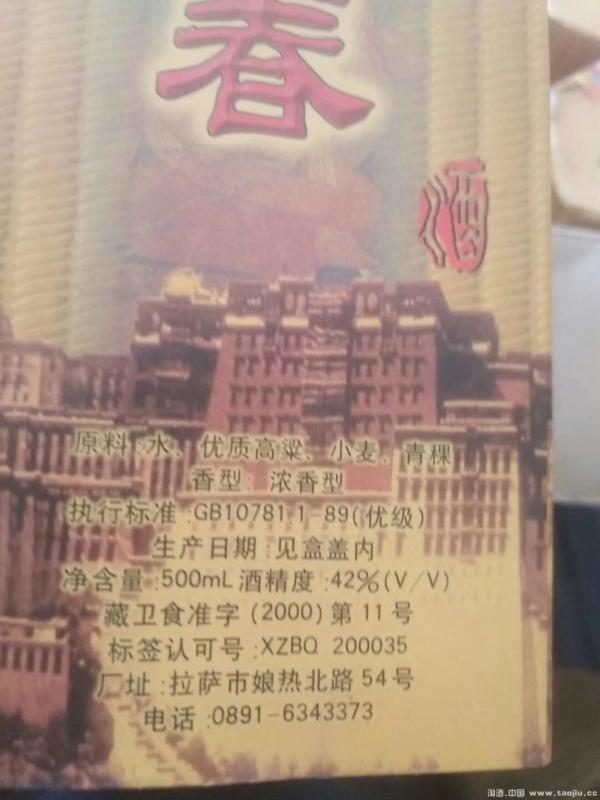 春
酒
原料:水、优质高粱、小麦、青稞
香型:浓香型
执行标准:GB10781.1-89(优级)
生产日期:见盒盖内
净含量:500mL 酒精度:42%(V/V)
藏卫食准字(2000)第11号
标签认可号:XZBQ 200035
厂址:拉萨市娘热北路54号
电话:0891-6343373
淘酒.中国 www.taojiu.cc